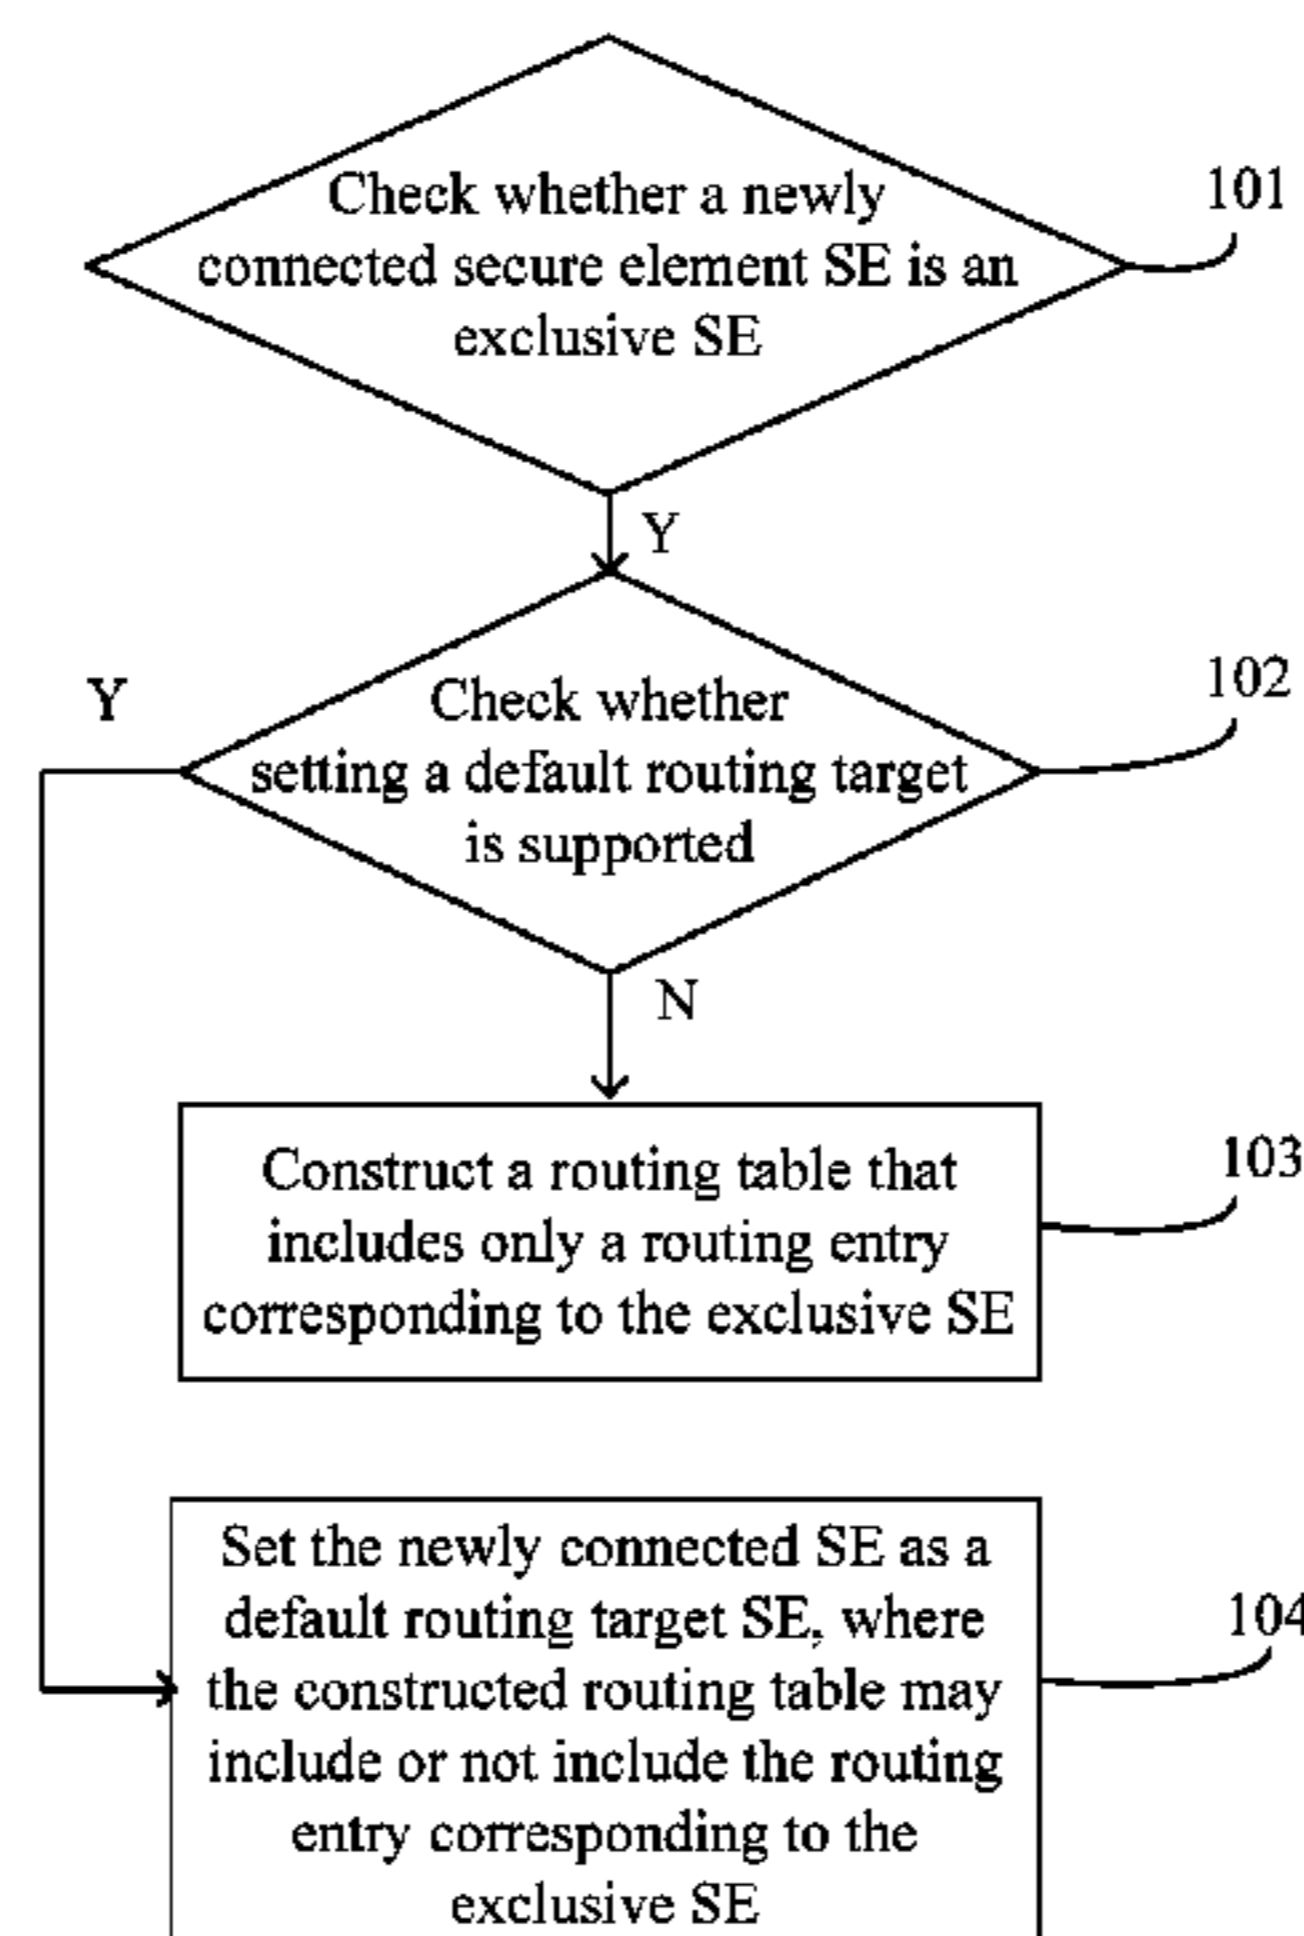 Check whether a newly
connected secure element SE is an
exclusive SE
101
Y
Check whether
setting a default routing target
is supported
102
Y
N
Construct a routing table that
includes only a routing entry
corresponding to the exclusive SE
103
Set the newly connected SE as a
default routing target SE, where
the constructed routing table may
include or not include the routing
entry corresponding to the
exclusive SE
104